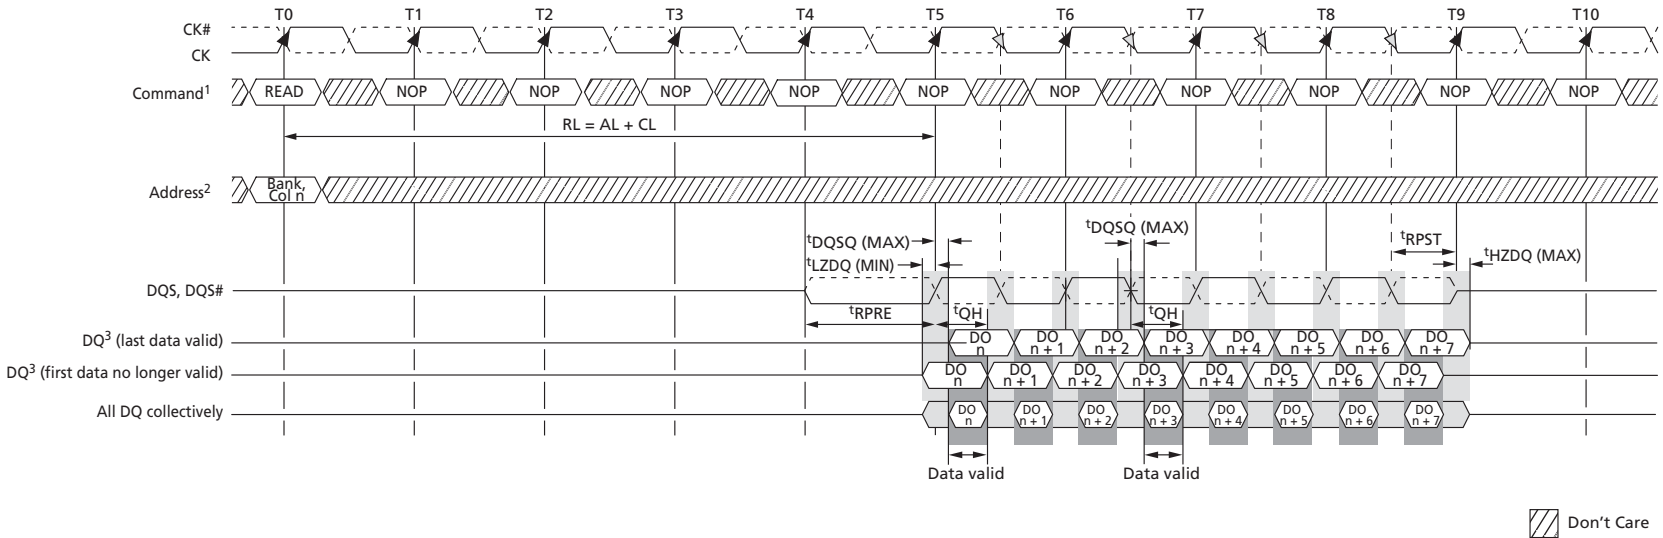 T0 T1 T2 T3 T4 T5 T6 T7 T8 T9 T10
CK#
CK
Command1 READ NOP NOP NOP NOP NOP NOP NOP NOP NOP NOP
RL = AL + CL
Address2 Bank, Col n
tDQSQ (MAX) tDQSQ (MAX) tRPST
tLZDQ (MIN) tHZDQ (MAX)
DQS, DQS#
tRPRE tQH tQH
DQ3 (last data valid) DO n DO n + 1 DO n + 2 DO n + 3 DO n + 4 DO n + 5 DO n + 6 DO n + 7
DQ3 (first data no longer valid) DO n DO n + 1 DO n + 2 DO n + 3 DO n + 4 DO n + 5 DO n + 6 DO n + 7
All DQ collectively DO n DO n + 1 DO n + 2 DO n + 3 DO n + 4 DO n + 5 DO n + 6 DO n + 7
Data valid Data valid
Don't Care